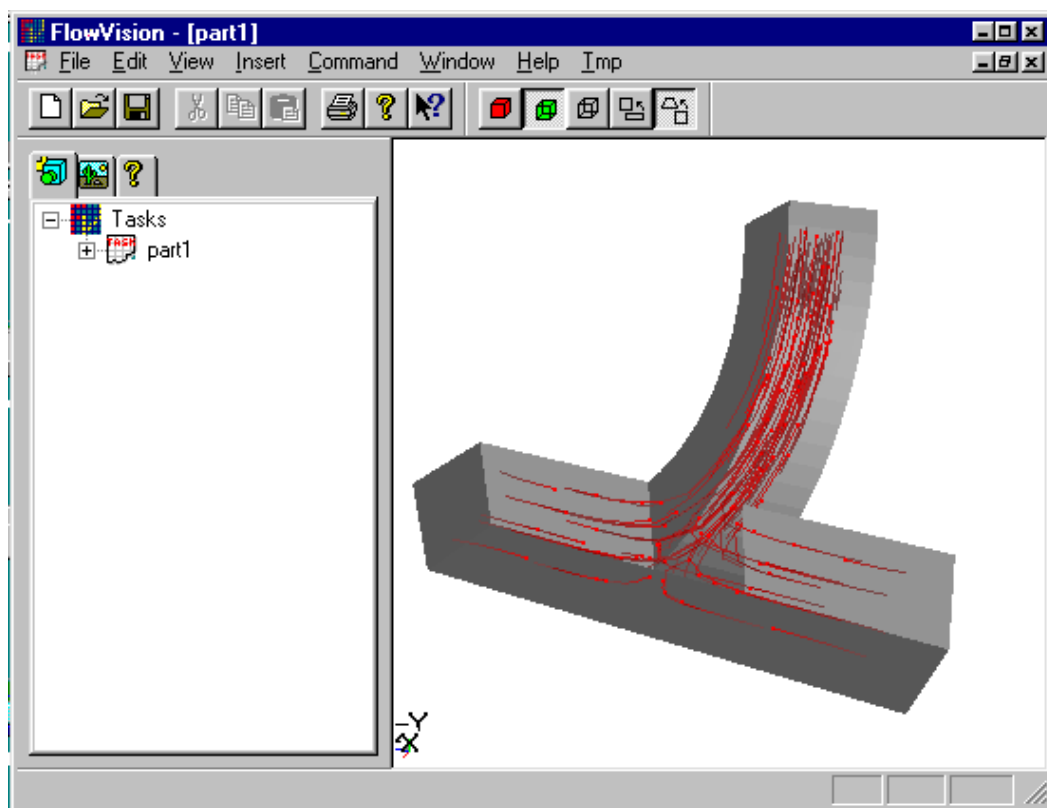 FlowVision - [part1]
File Edit View Insert Command Window Help Tmp
Tasks
part1
Y
X